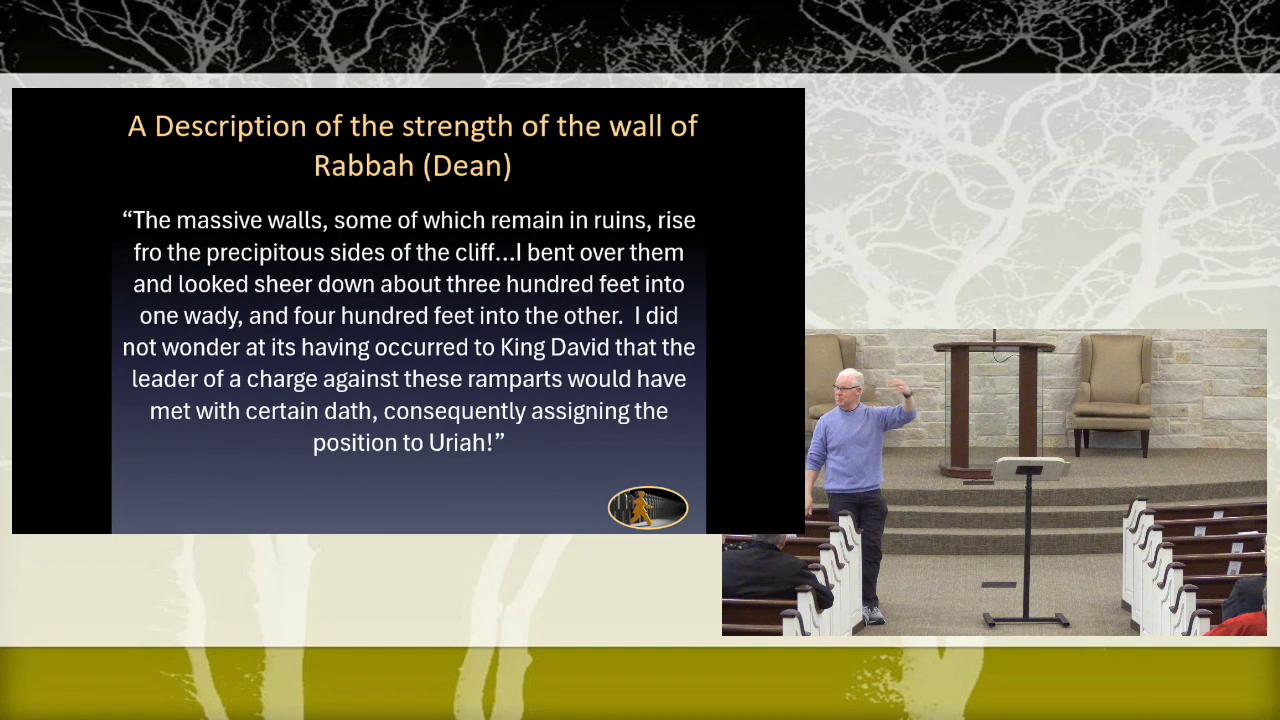 A Description of the strength of the wall of
Rabbah (Dean)
“The massive walls, some of which remain in ruins, rise
fro the precipitous sides of the cliff...I bent over them
and looked sheer down about three hundred feet into
one wady, and four hundred feet into the other.  I did
not wonder at its having occurred to King David that the
leader of a charge against these ramparts would have
met with certain dath, consequently assigning the
position to Uriah!”